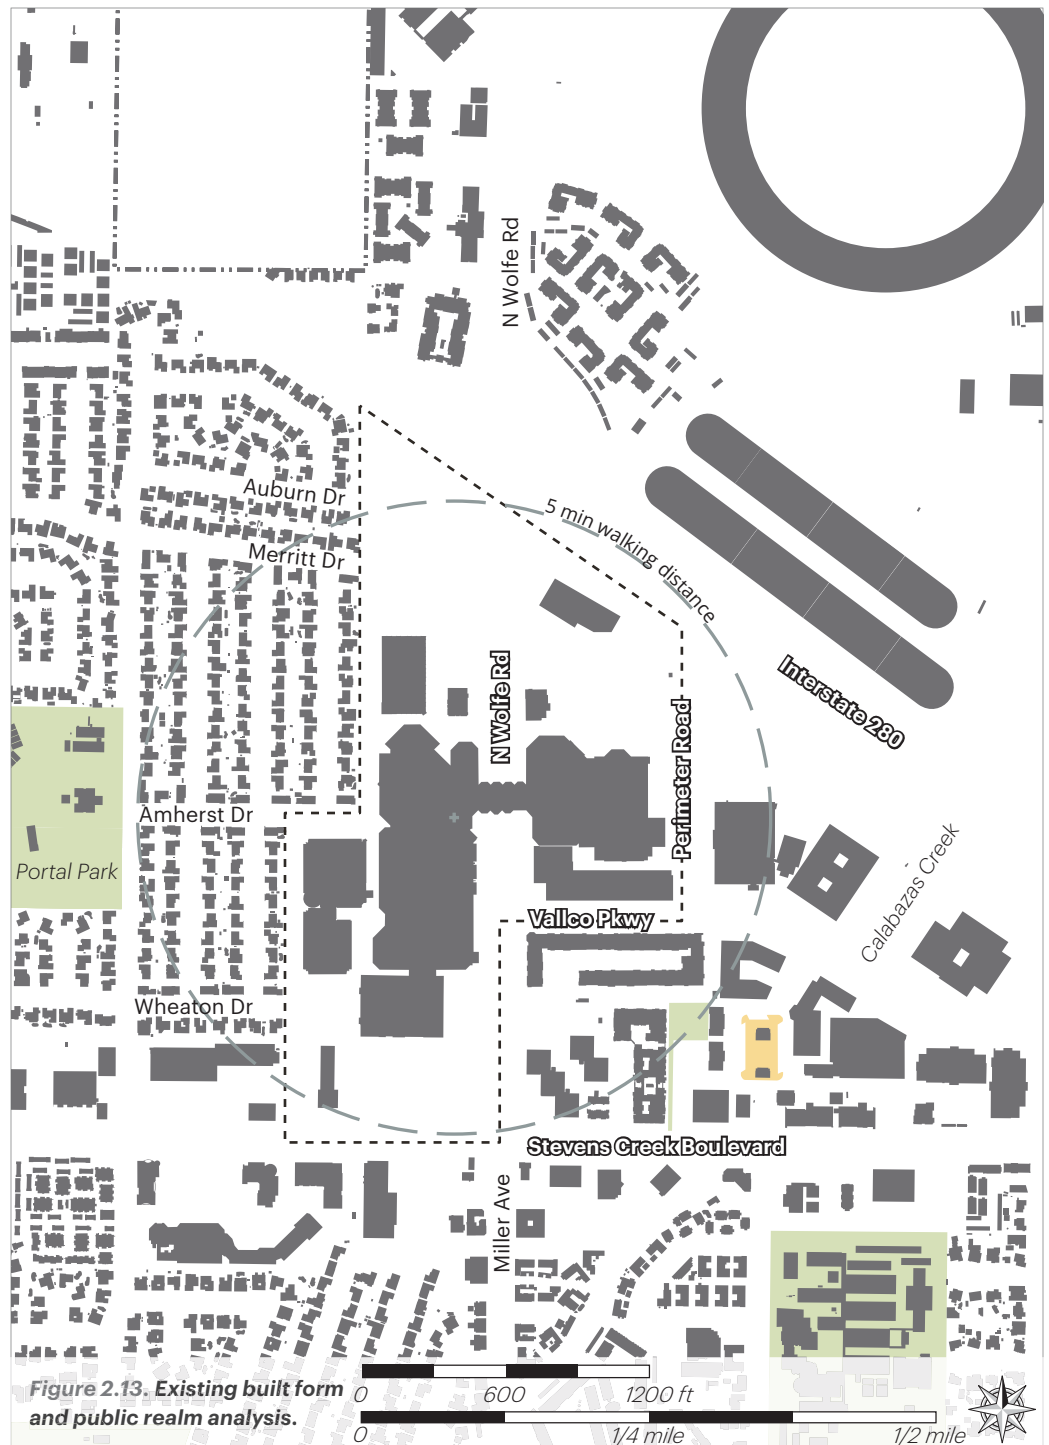 N Wolfe Rd
Auburn Dr
5 min walking distance
Merritt Dr
N Wolfe Rd
Interstate 280
Perimeter Road
Amherst Dr
Calabazas Creek
Portal Park
Vallco Pkwy
Wheaton Dr
Stevens Creek Boulevard
Miller Ave
Figure 2.13. Existing built form
and public realm analysis.
0 600 1200 ft
0 1/4 mile 1/2 mile